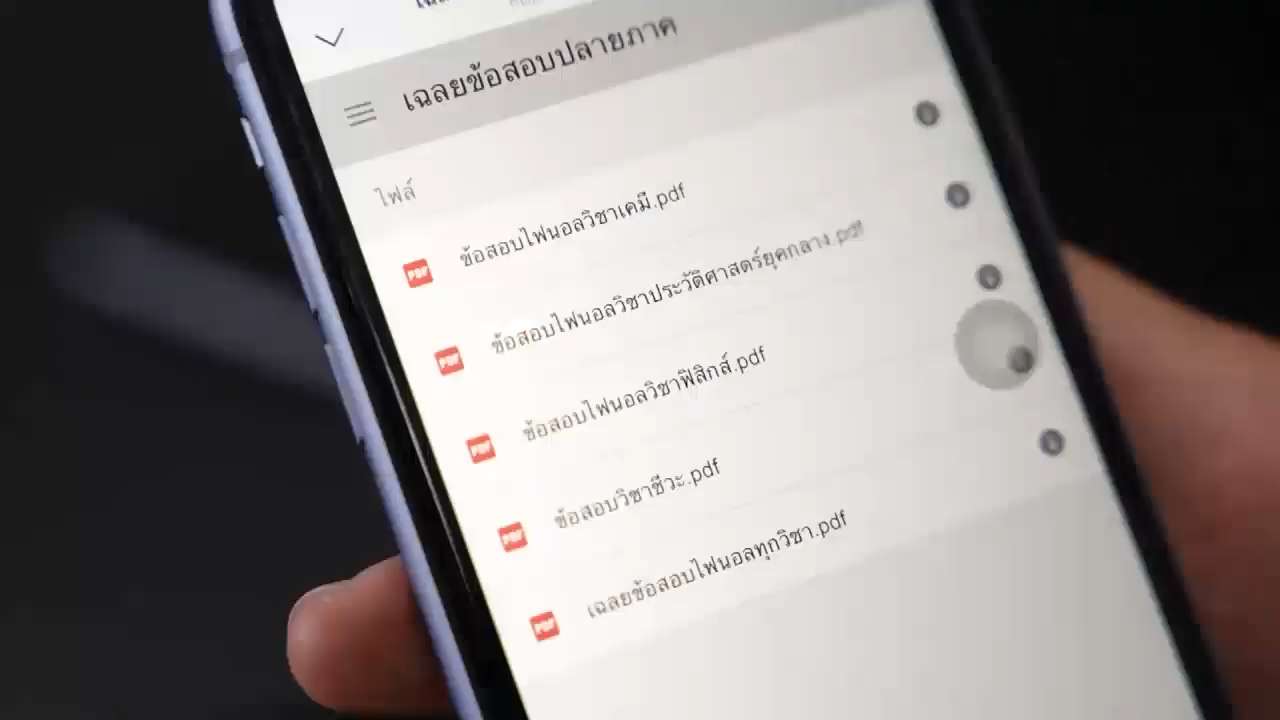 เฉลยข้อสอบปลายภาค
ไฟล์
PDF ข้อสอบไฟนอลวิชาเคมี.pdf
PDF ข้อสอบไฟนอลวิชาประวัติศาสตร์ยุคกลาง.pdf
PDF ข้อสอบไฟนอลวิชาฟิสิกส์.pdf
PDF ข้อสอบวิชาชีวะ.pdf
PDF เฉลยข้อสอบไฟนอลทุกวิชา.pdf